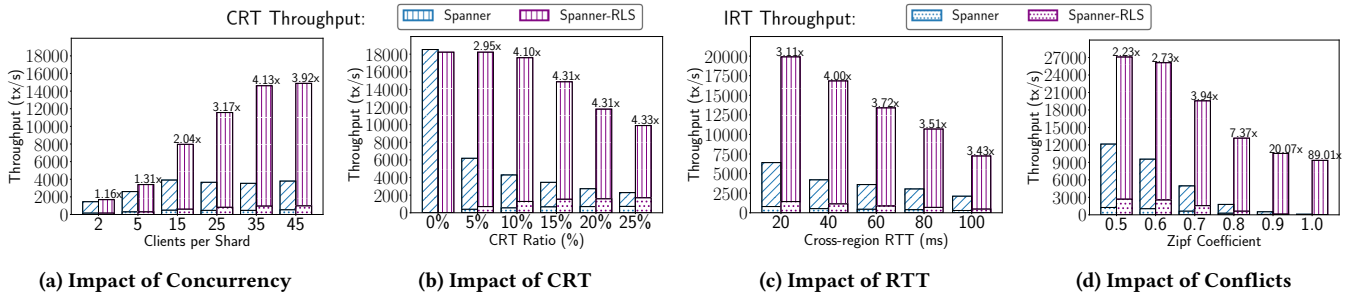 CRT Throughput: Spanner Spanner-RLS IRT Throughput: Spanner Spanner-RLS
Throughput (tx/s)
18000
16000
14000
12000
10000
8000
6000
4000
2000
0
1.16x 1.31x 2.04x 3.17x 4.13x 3.92x
2 5 15 25 35 45
Clients per Shard
(a) Impact of Concurrency
Throughput (tx/s)
18000
16000
14000
12000
10000
8000
6000
4000
2000
0
2.95x 4.10x 4.31x 4.31x 4.33x
0% 5% 10% 15% 20% 25%
CRT Ratio (%)
(b) Impact of CRT
Throughput (tx/s)
20000
17500
15000
12500
10000
7500
5000
2500
0
3.11x 4.00x 3.72x 3.51x 3.43x
20 40 60 80 100
Cross-region RTT (ms)
(c) Impact of RTT
Throughput (tx/s)
27000
24000
21000
18000
15000
12000
9000
6000
3000
0
2.23x 2.73x 3.94x 7.37x 20.07x 89.01x
0.5 0.6 0.7 0.8 0.9 1.0
Zipf Coefficient
(d) Impact of Conflicts